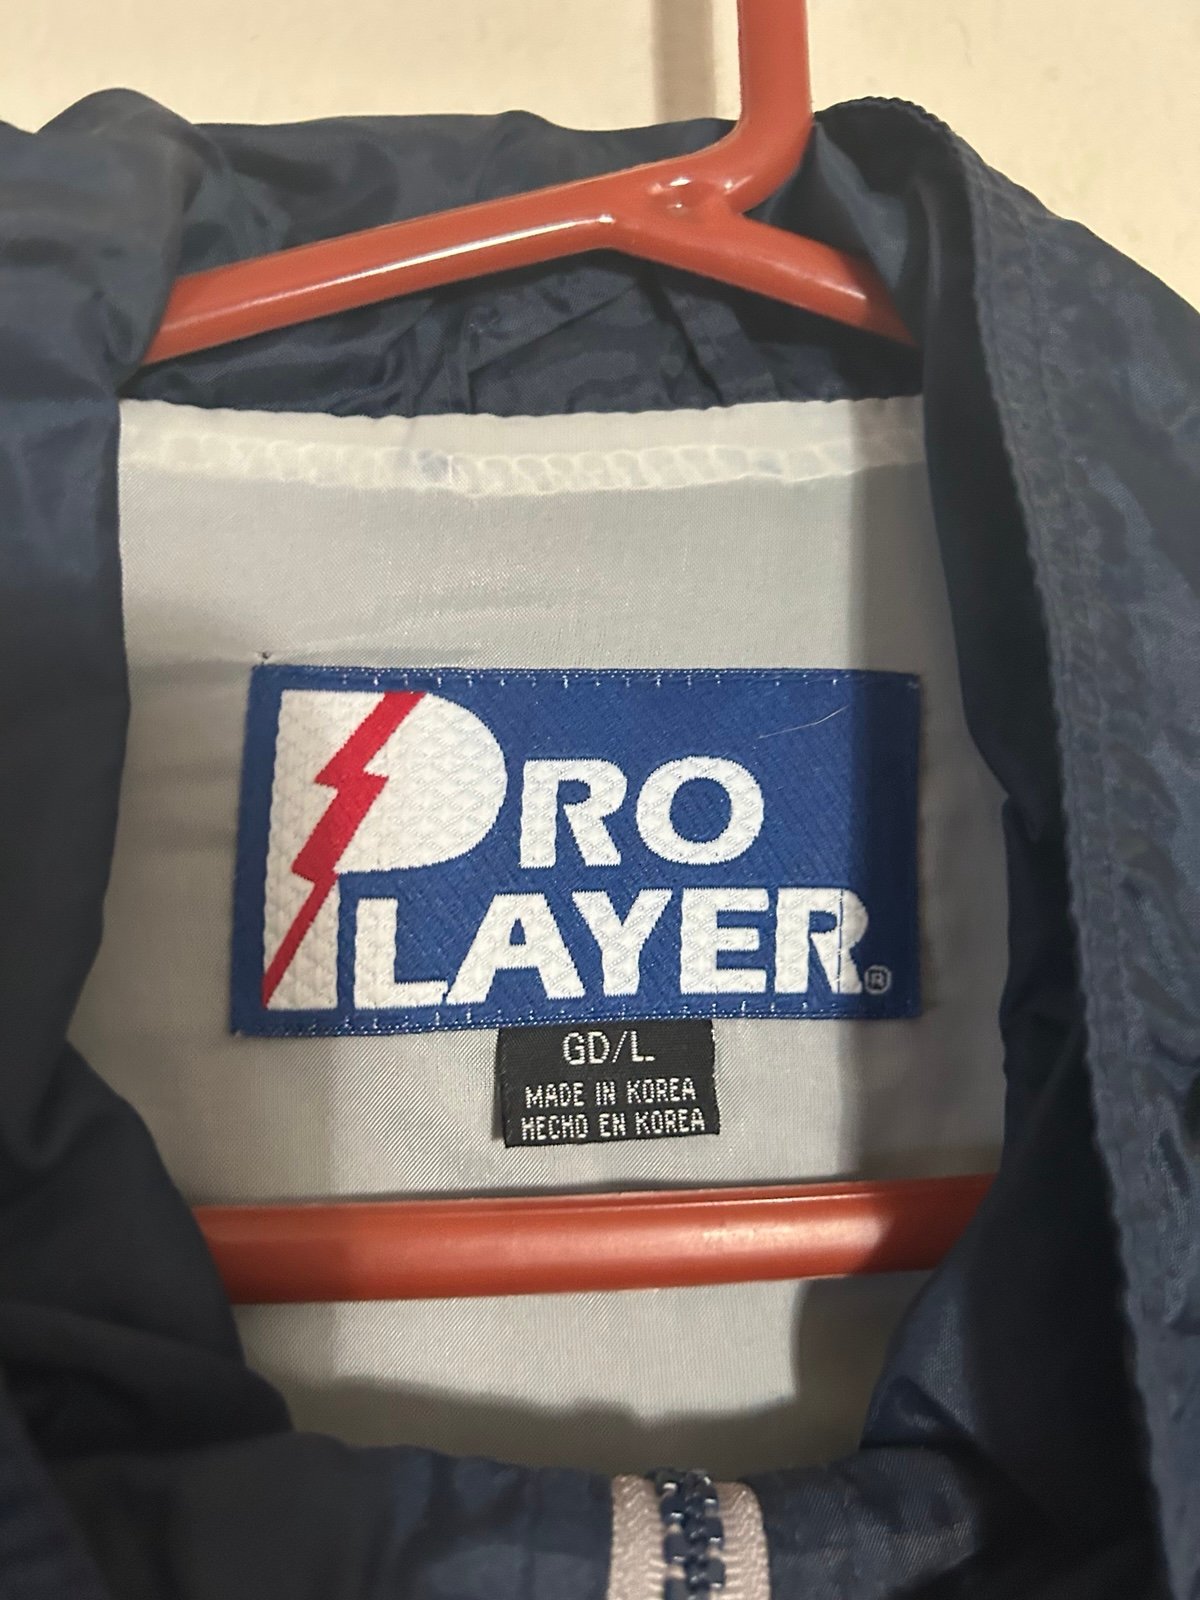 PRO
PLAYER®
GD/L
MADE IN KOREA
HECHO EN KOREA